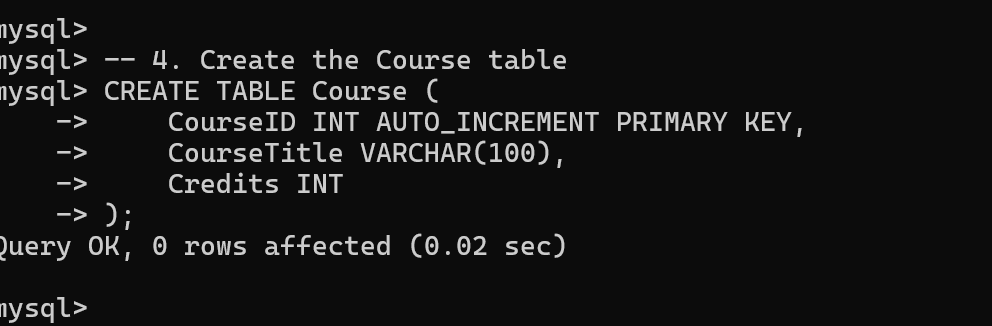 mysql>
mysql> -- 4. Create the Course table
mysql> CREATE TABLE Course (
    ->     CourseID INT AUTO_INCREMENT PRIMARY KEY,
    ->     CourseTitle VARCHAR(100),
    ->     Credits INT
    -> );
Query OK, 0 rows affected (0.02 sec)

mysql>